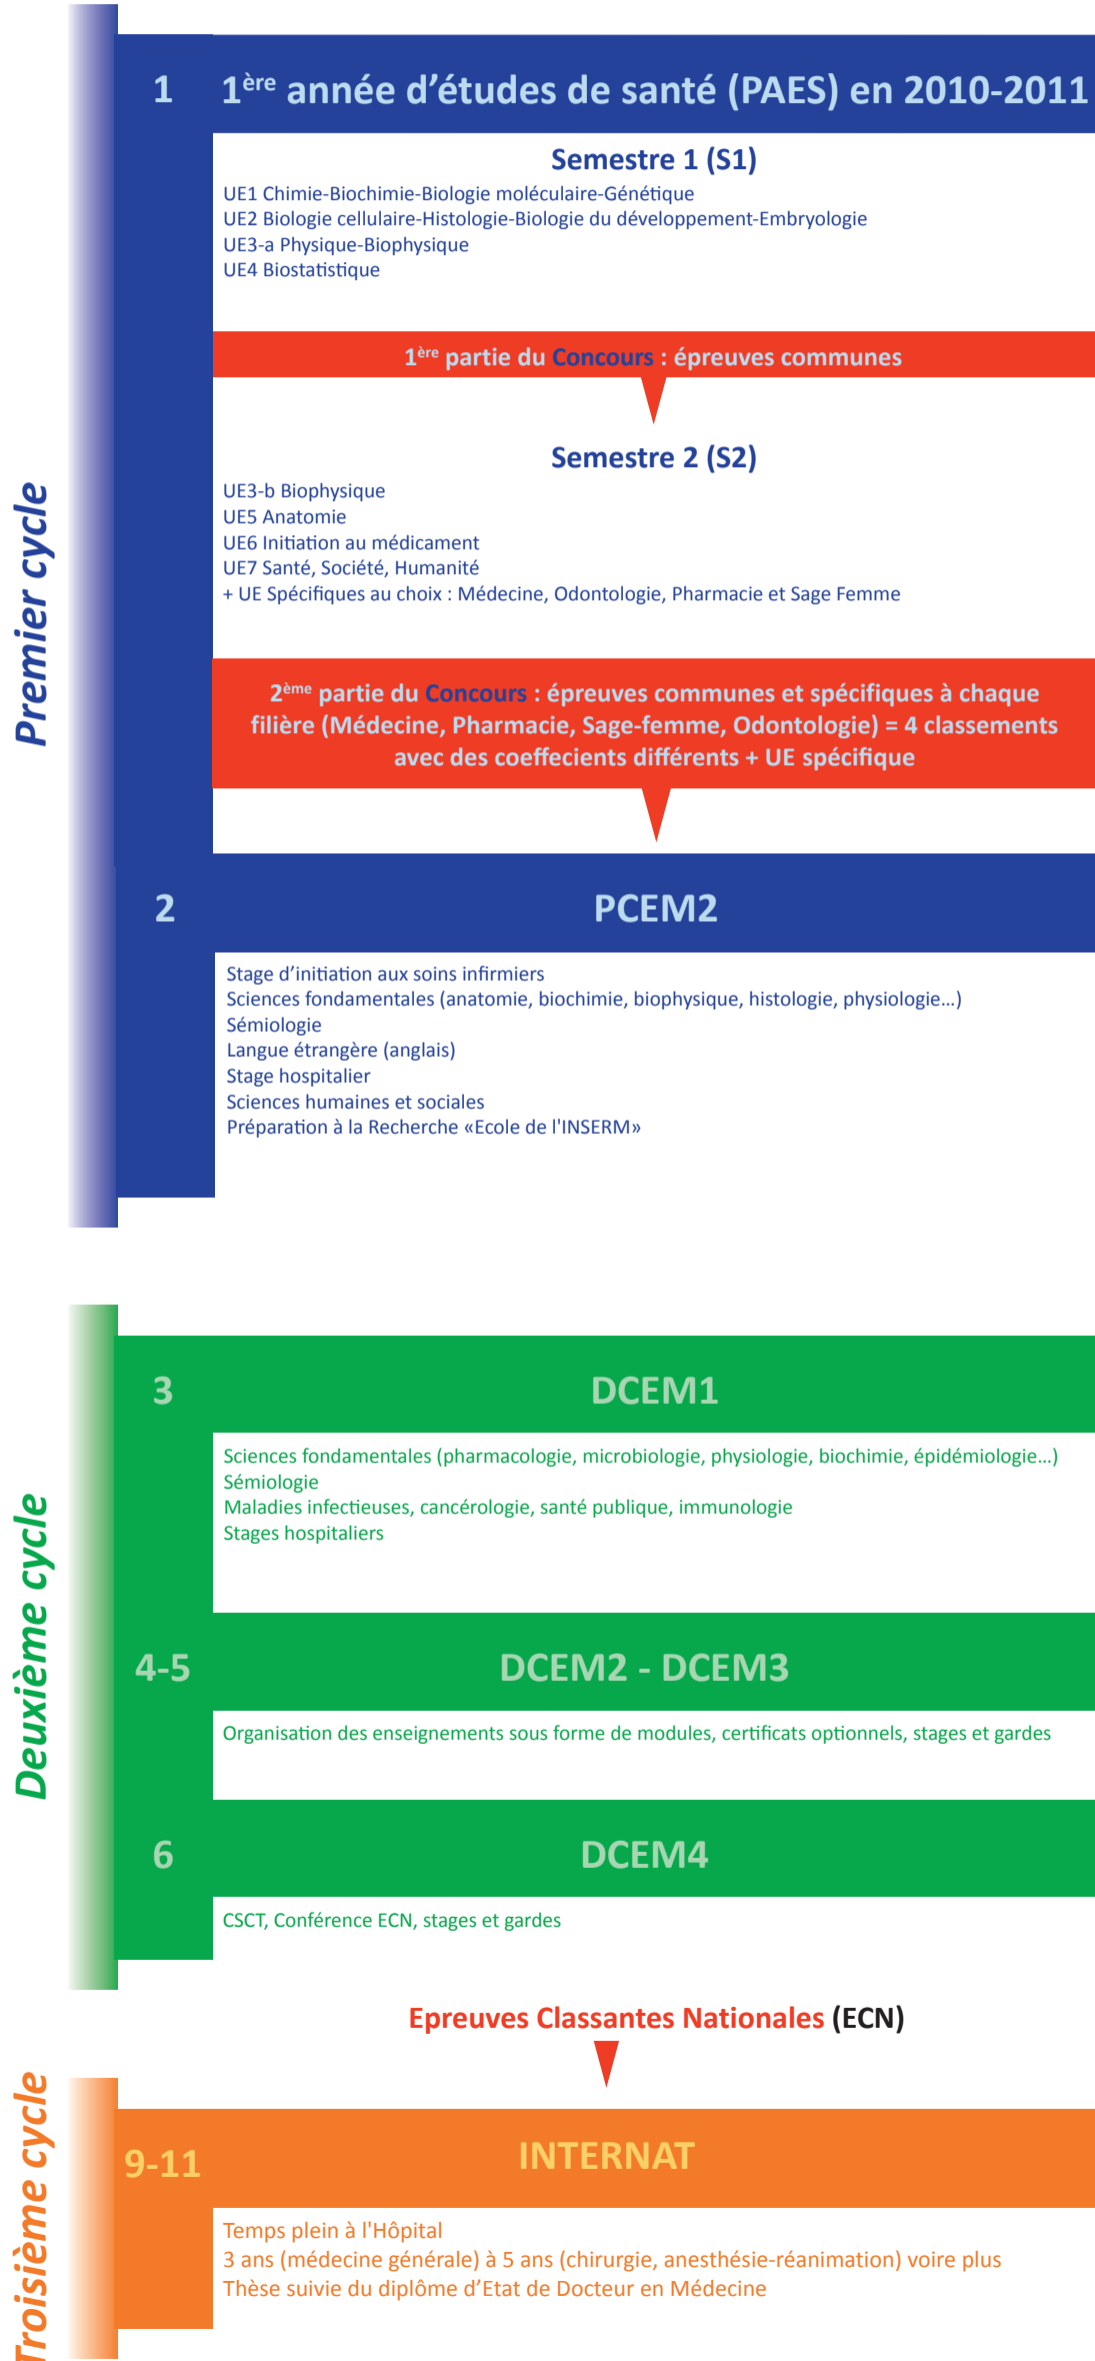 Premier cycle
1
1ère année d'études de santé (PAES) en 2010-2011
Semestre 1 (S1)
UE1 Chimie-Biochimie-Biologie moléculaire-Génétique
UE2 Biologie cellulaire-Histologie-Biologie du développement-Embryologie
UE3-a Physique-Biophysique
UE4 Biostatistique
1ère partie du Concours : épreuves communes
Semestre 2 (S2)
UE3-b Biophysique
UE5 Anatomie
UE6 Initiation au médicament
UE7 Santé, Société, Humanité
+ UE Spécifiques au choix : Médecine, Odontologie, Pharmacie et Sage Femme
2ème partie du Concours : épreuves communes et spécifiques à chaque
filière (Médecine, Pharmacie, Sage-femme, Odontologie) = 4 classements
avec des coeffecients différents + UE spécifique
2
PCEM2
Stage d'initiation aux soins infirmiers
Sciences fondamentales (anatomie, biochimie, biophysique, histologie, physiologie...)
Sémiologie
Langue étrangère (anglais)
Stage hospitalier
Sciences humaines et sociales
Préparation à la Recherche «Ecole de l'INSERM»
Deuxième cycle
3
DCEM1
Sciences fondamentales (pharmacologie, microbiologie, physiologie, biochimie, épidémiologie...)
Sémiologie
Maladies infectieuses, cancérologie, santé publique, immunologie
Stages hospitaliers
4-5
DCEM2 - DCEM3
Organisation des enseignements sous forme de modules, certificats optionnels, stages et gardes
6
DCEM4
CSCT, Conférence ECN, stages et gardes
Epreuves Classantes Nationales (ECN)
Troisième cycle
9-11
INTERNAT
Temps plein à l'Hôpital
3 ans (médecine générale) à 5 ans (chirurgie, anesthésie-réanimation) voire plus
Thèse suivie du diplôme d'Etat de Docteur en Médecine